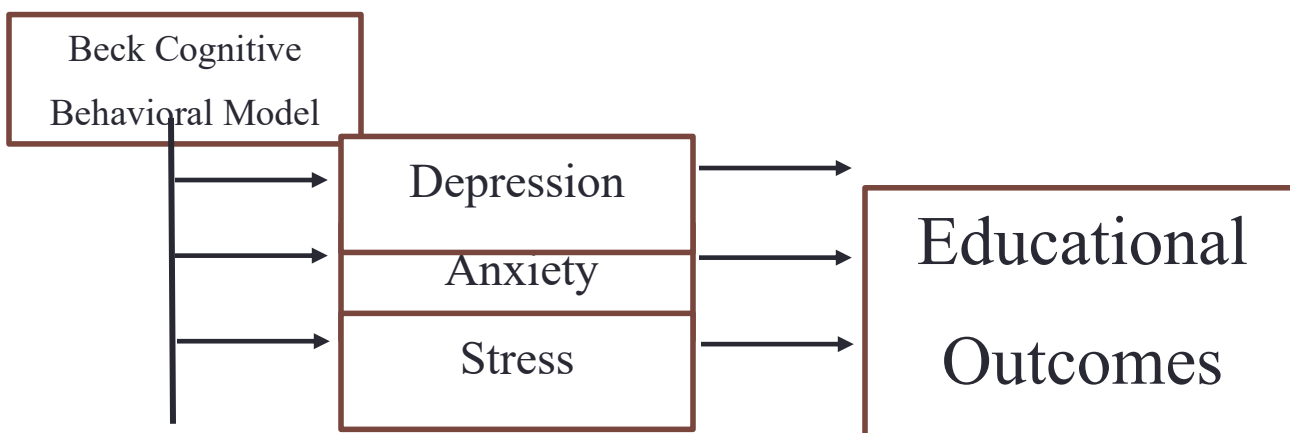 Beck Cognitive
Behavioral Model
Depression
Anxiety
Stress
Educational
Outcomes